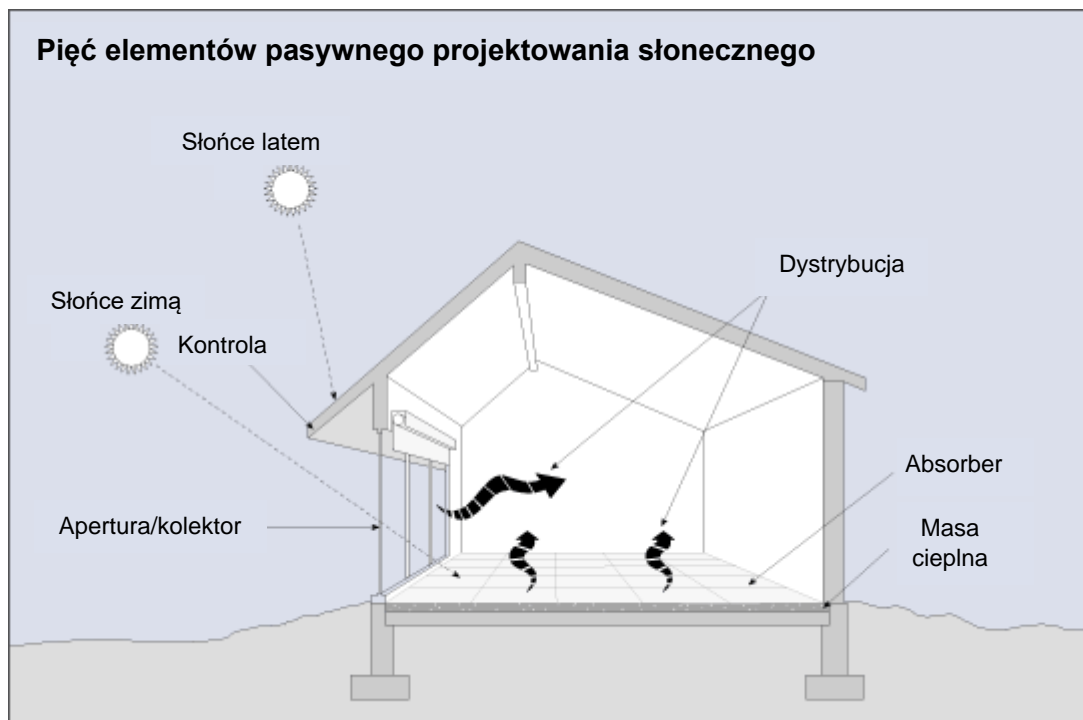 Pięć elementów pasywnego projektowania słonecznego
Słońce latem
Słońce zimą
Kontrola
Dystrybucja
Absorber
Apertura/kolektor
Masa
cieplna